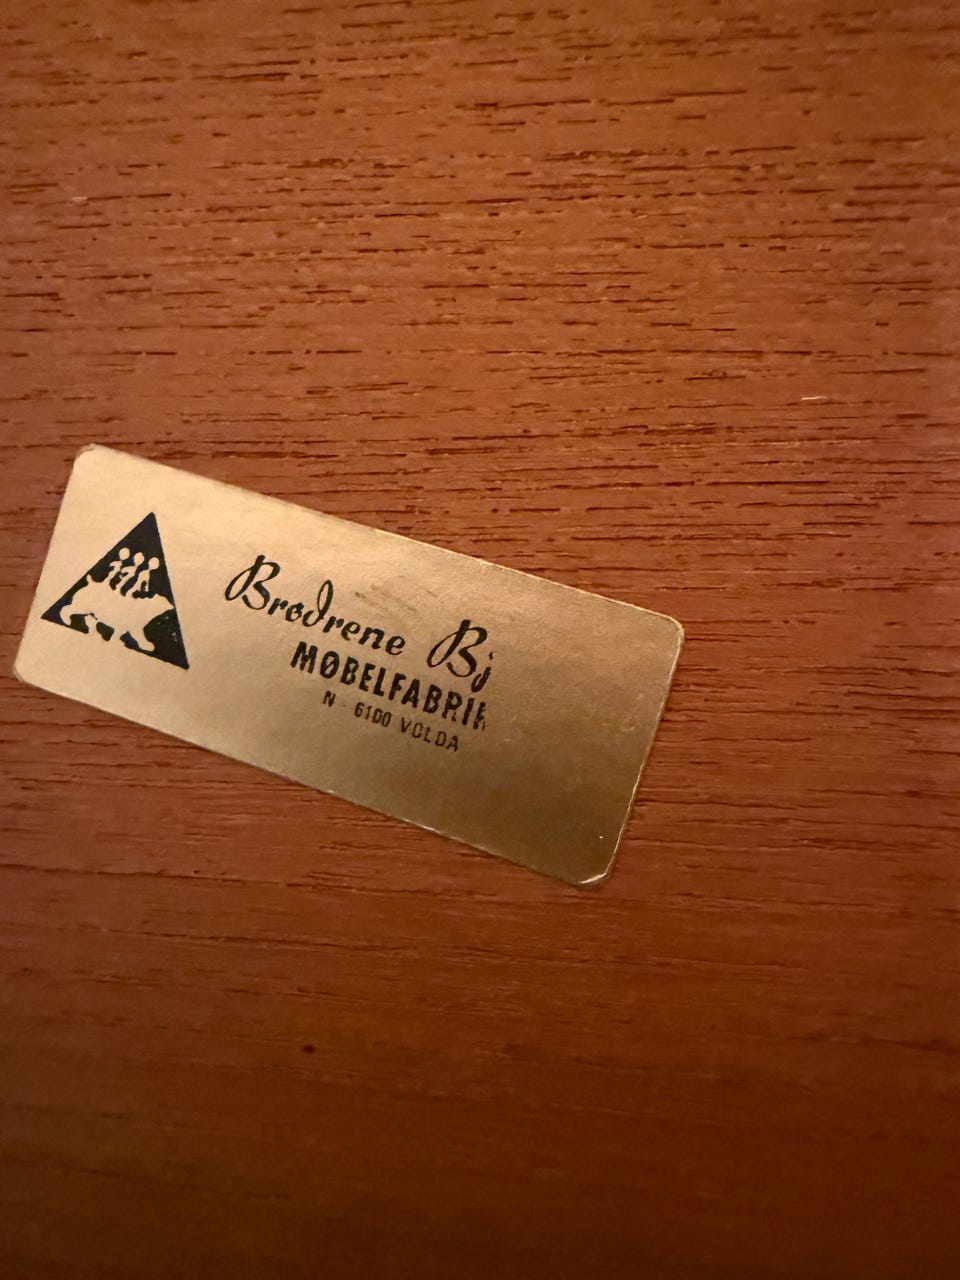 Brødrene Bj
MØBELFABRIK
N - 6100 VOLDA